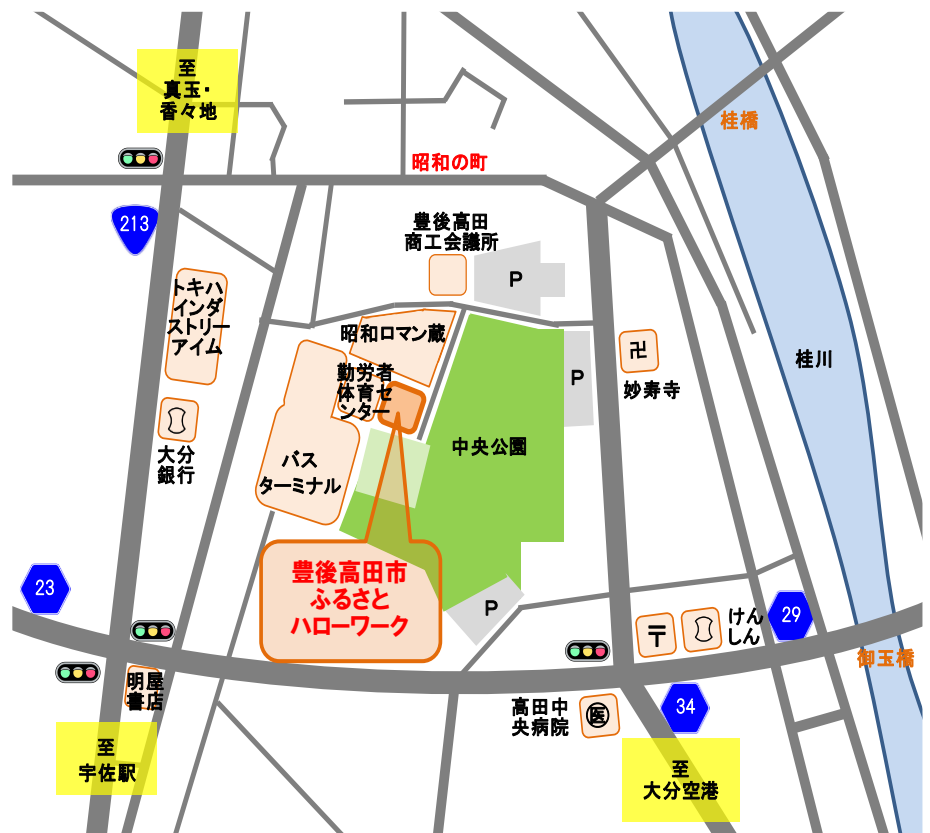 至
真玉・
香々地
桂橋
昭和の町
213
豊後高田
商工会議所
P
トキハ
インダ
ストリー
アイム
昭和ロマン蔵
卍
妙寿寺
桂川
P
勤労者
体育セ
ンター
中央公園
大分
銀行
バス
ターミナル
豊後高田市
ふるさと
ハローワーク
23
P
〒
けん
しん
29
御玉橋
明屋
書店
高田中
央病院
医
34
至
宇佐駅
至
大分空港